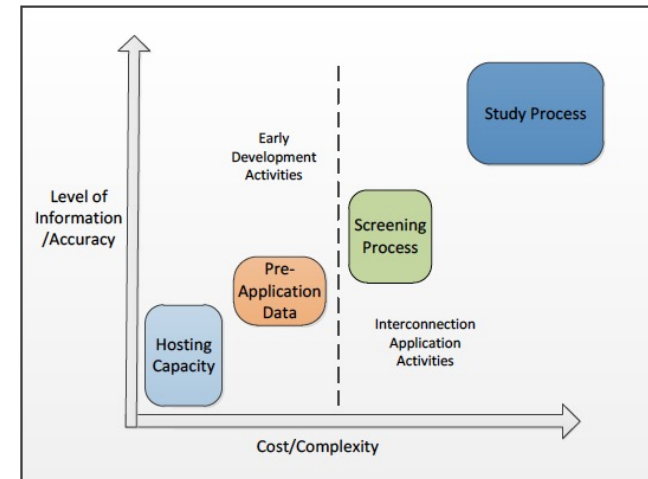 Study Process
Early
Development
Activities
Level of
Information
/Accuracy
Screening
Process
Pre-
Application
Data
Hosting
Capacity
Interconnection
Application
Activities
Cost/Complexity